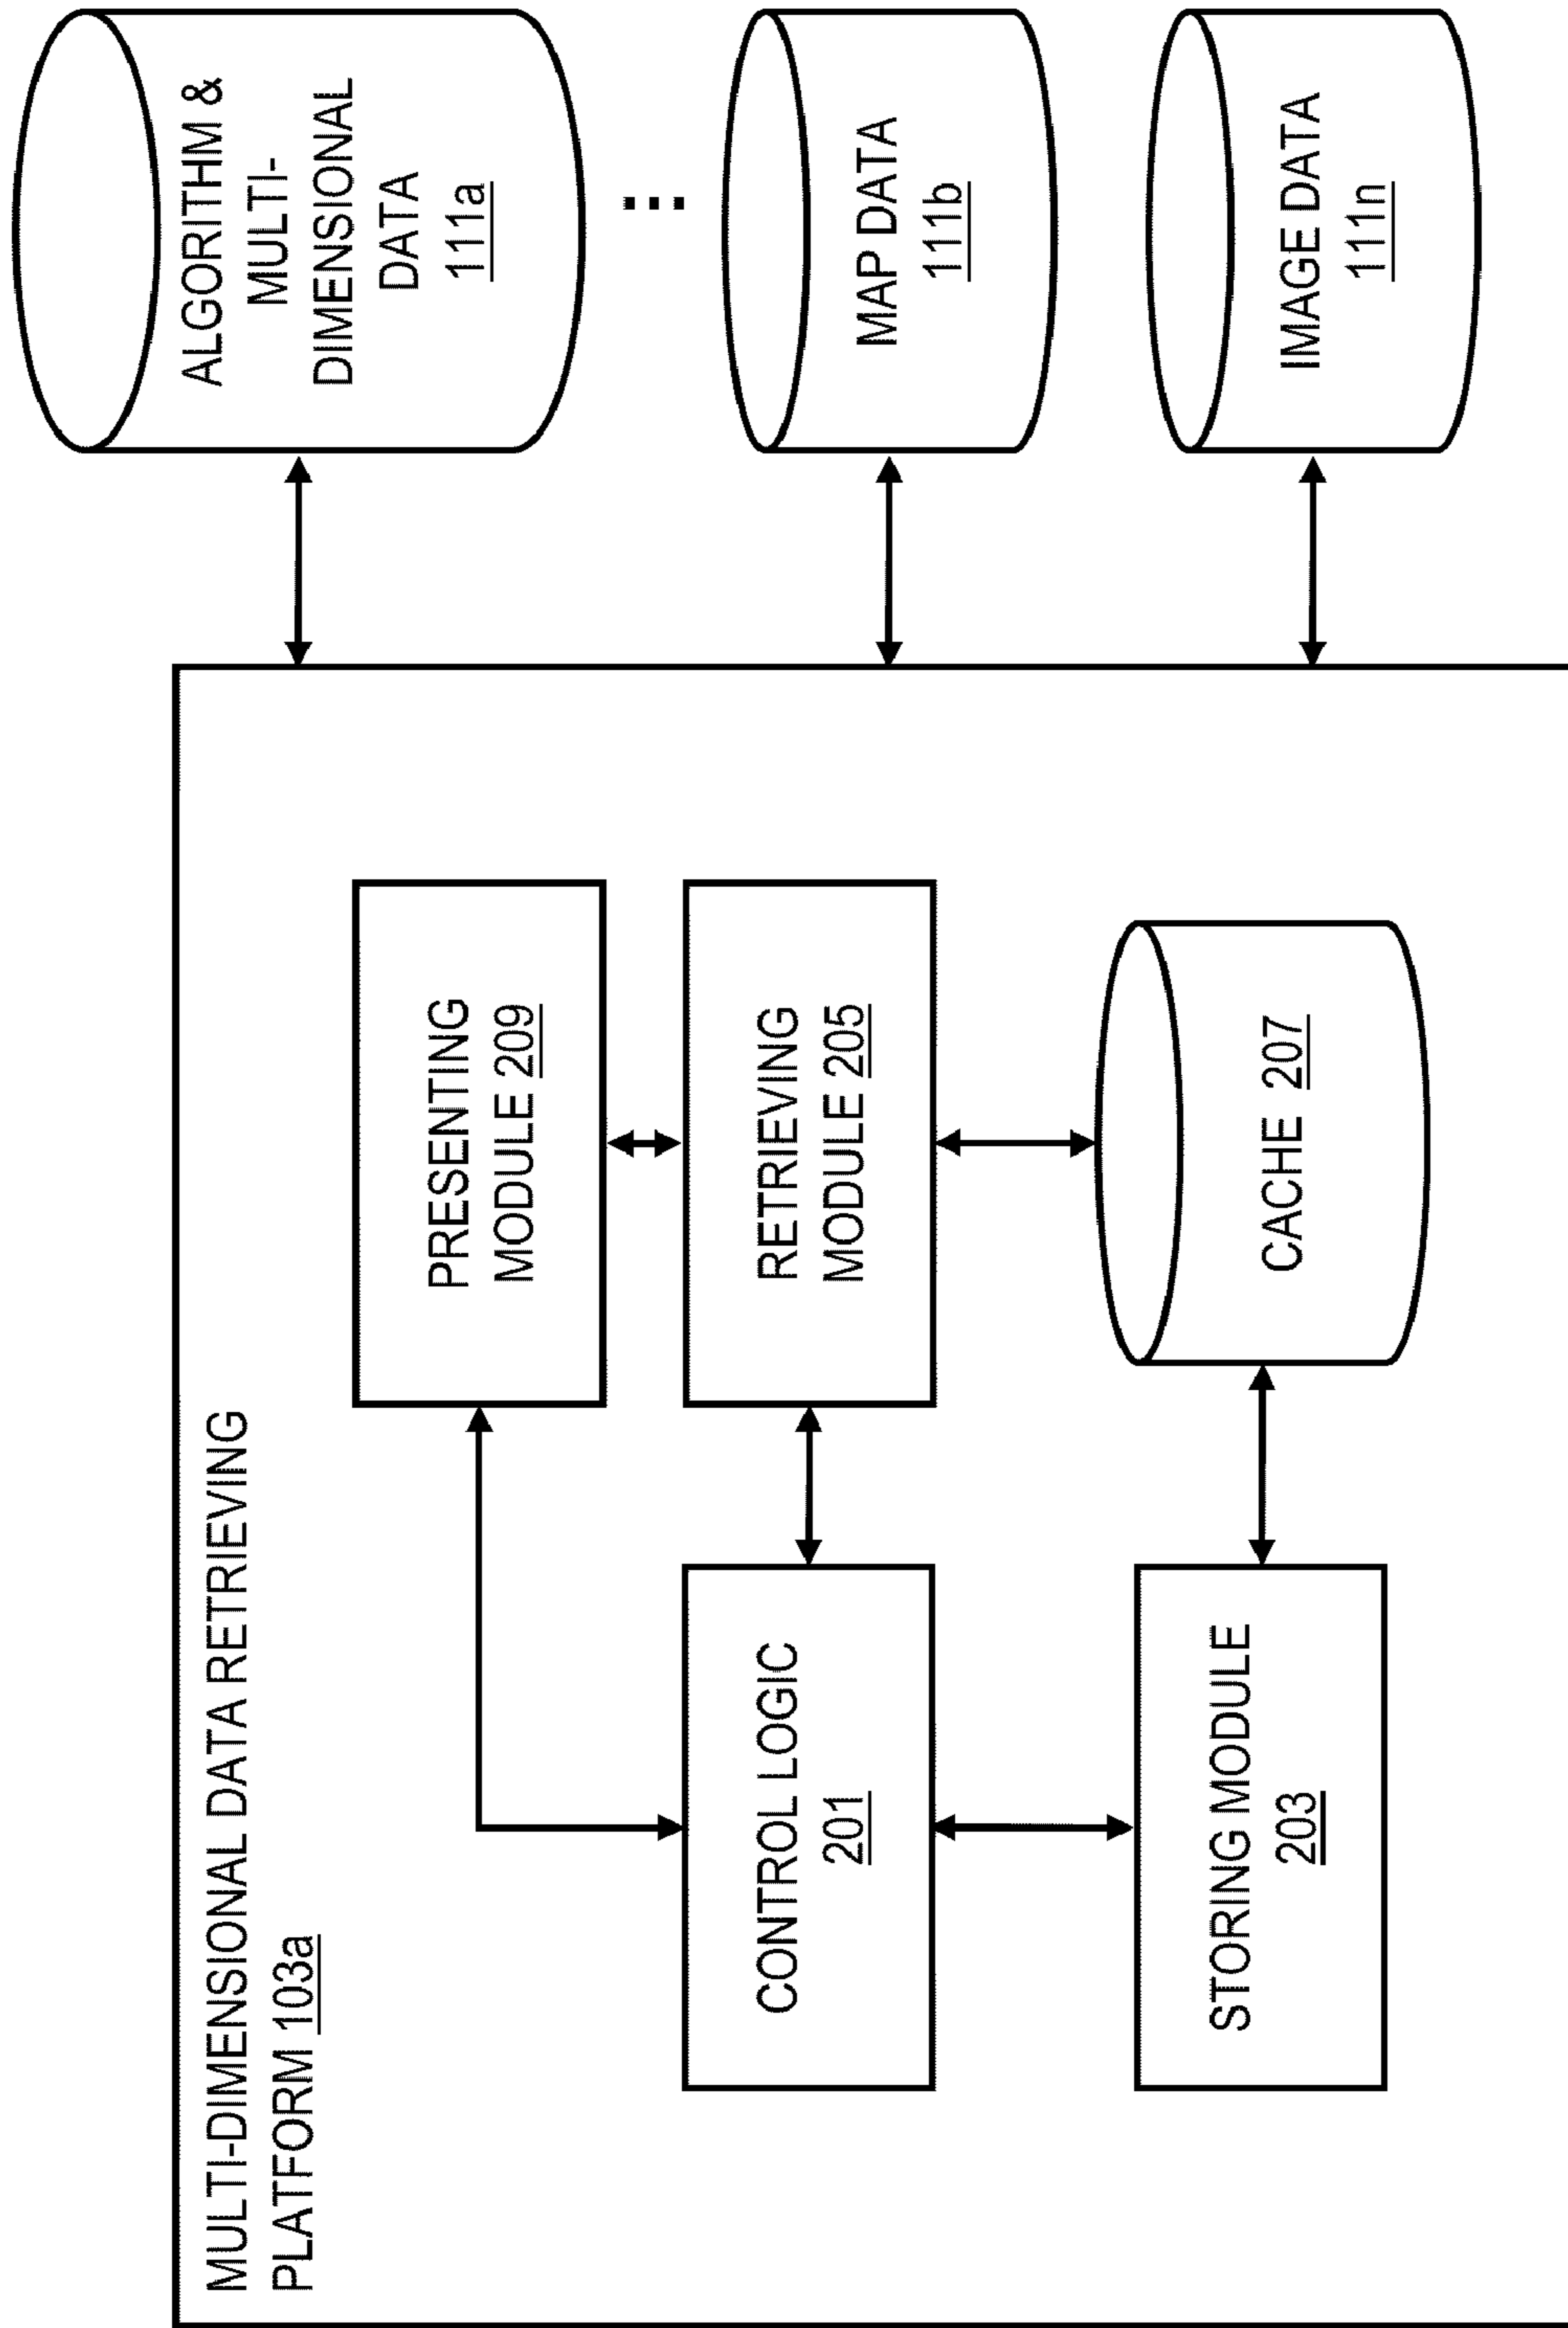 MULTI-DIMENSIONAL DATA RETRIEVING
PLATFORM 103a
PRESENTING
MODULE 209
CONTROL LOGIC
201
RETRIEVING
MODULE 205
STORING MODULE
203
CACHE 207
ALGORITHM &
MULTI-
DIMENSIONAL
DATA
111a
...
MAP DATA
111b
IMAGE DATA
111n